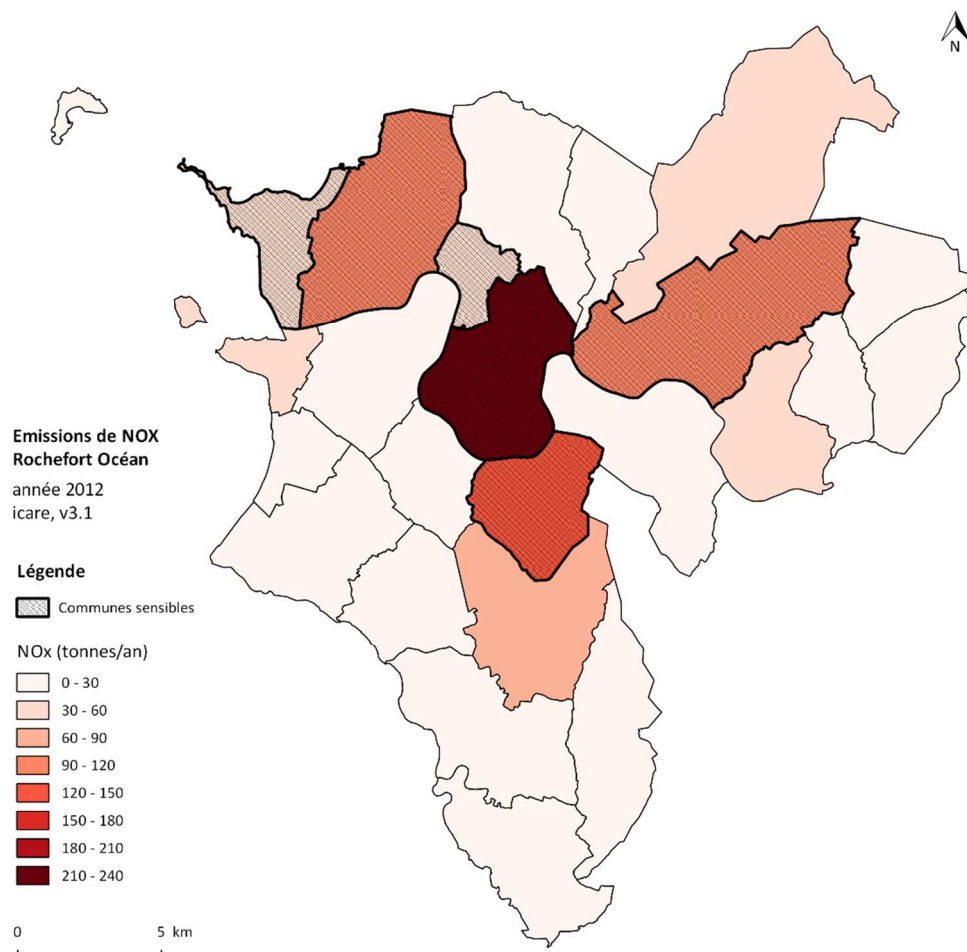 N
Emissions de NOX
Rochefort Océan
année 2012
icare, v3.1
Légende
Communes sensibles
NOx (tonnes/an)
0 - 30
30 - 60
60 - 90
90 - 120
120 - 150
150 - 180
180 - 210
210 - 240
0 5 km